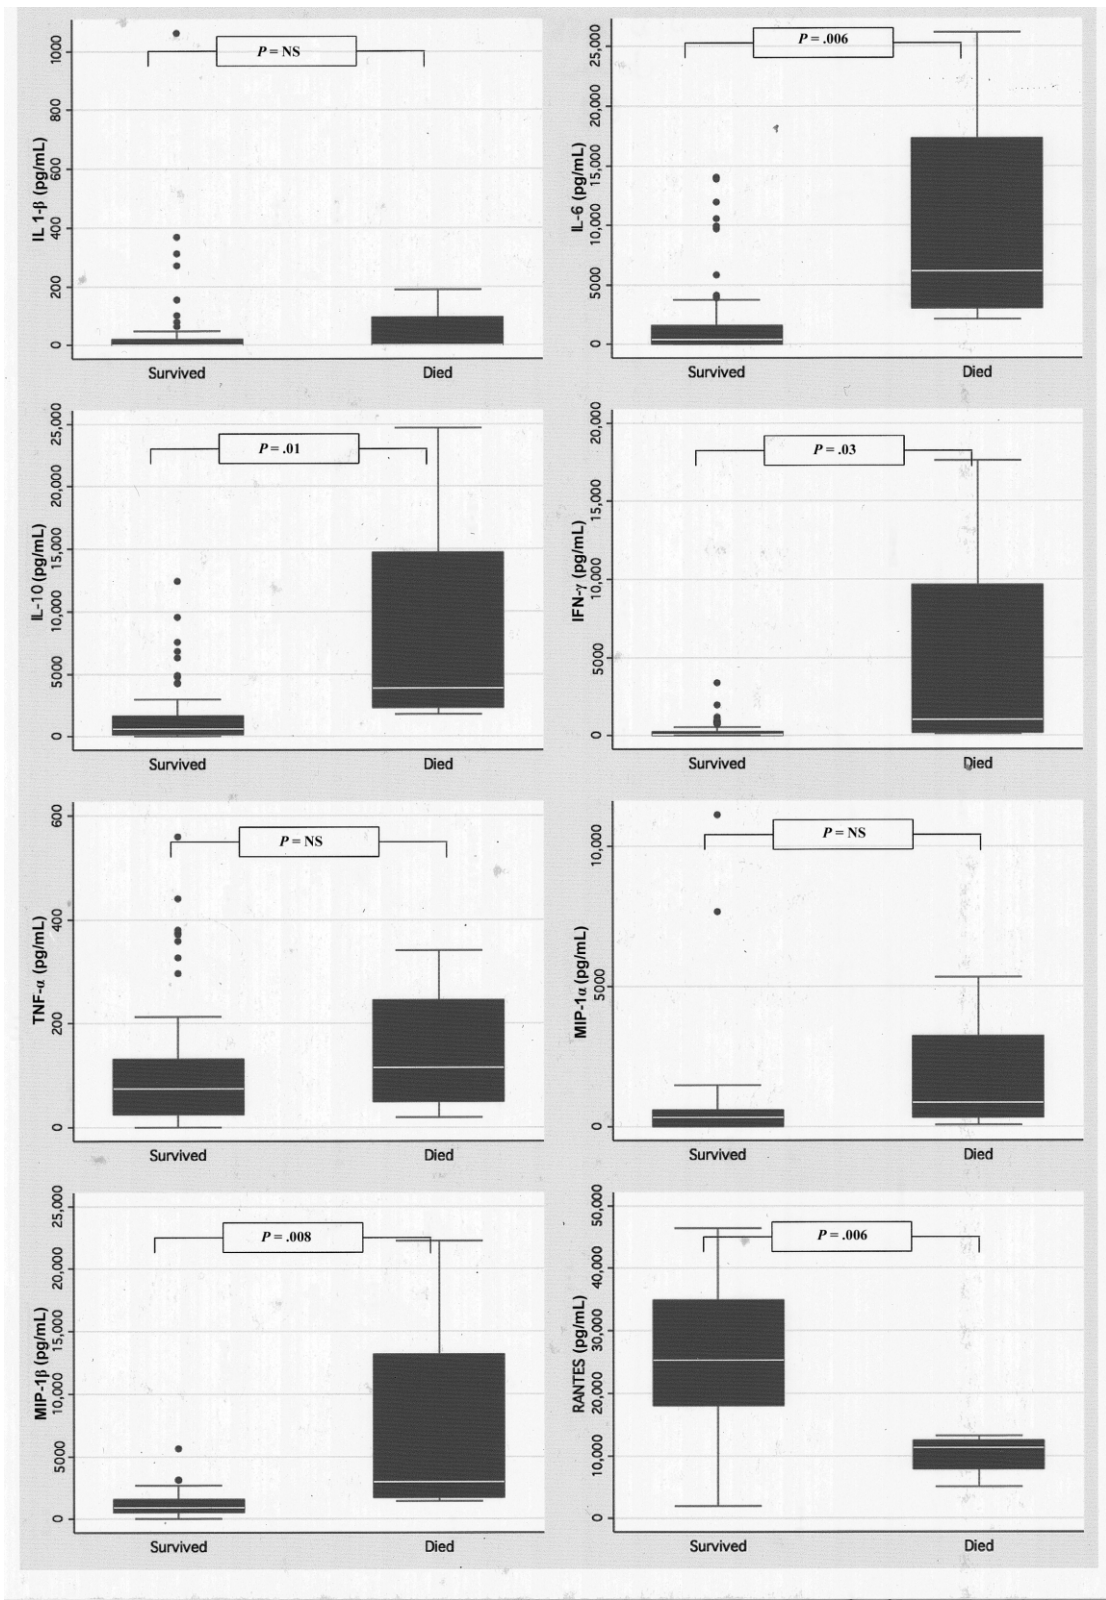 IL 1-β (pg/mL)
1000
800
600
400
200
0
P = NS
Survived
Died
IL-6 (pg/mL)
25,000
20,000
15,000
10,000
5000
0
P = .006
Survived
Died
IL-10 (pg/mL)
25,000
20,000
15,000
10,000
5000
0
P = .01
Survived
Died
IFN-γ (pg/mL)
20,000
15,000
10,000
5000
0
P = .03
Survived
Died
TNF-α (pg/mL)
600
400
200
0
P = NS
Survived
Died
MIP-1α (pg/mL)
10,000
5000
0
P = NS
Survived
Died
MIP-1β (pg/mL)
25,000
20,000
15,000
10,000
5000
0
P = .008
Survived
Died
RANTES (pg/mL)
50,000
40,000
30,000
20,000
10,000
0
P = .006
Survived
Died